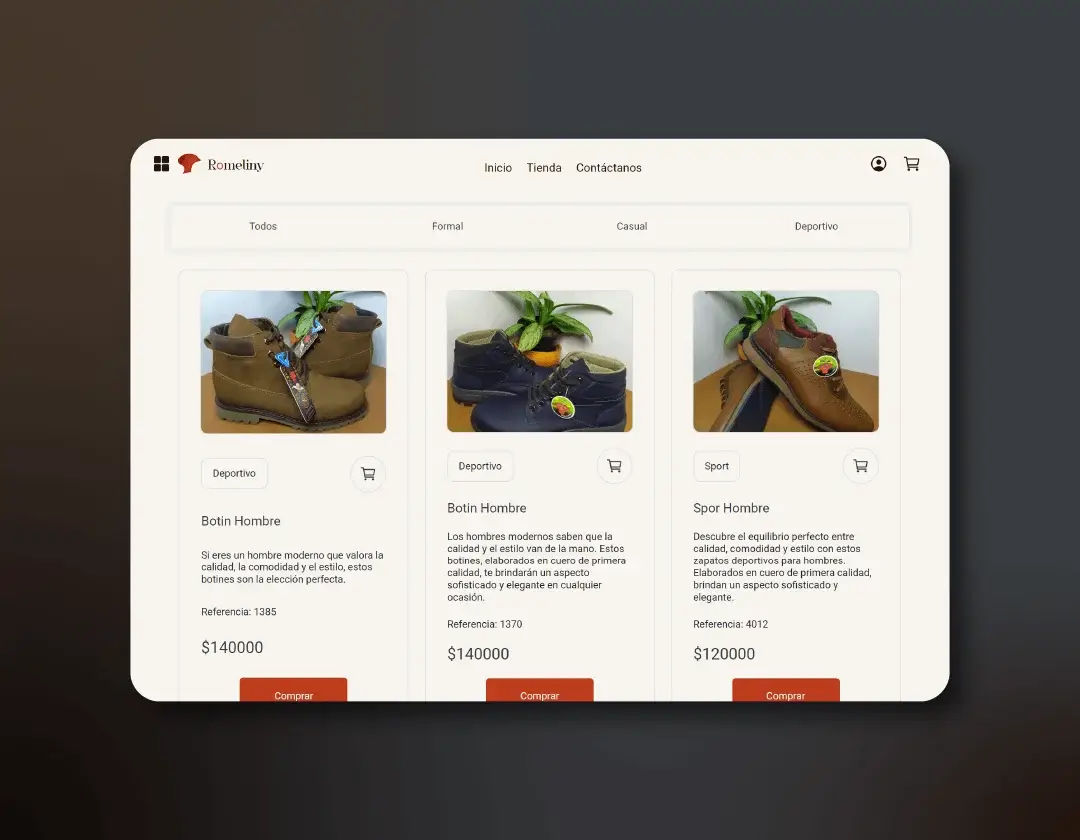 Romeliny
Inicio Tienda Contáctanos
Todos Formal Casual Deportivo
Deportivo
Botin Hombre
Si eres un hombre moderno que valora la
calidad, la comodidad y el estilo, estos
botines son la elección perfecta.
Referencia: 1385
$140000
Comprar
Deportivo
Botin Hombre
Los hombres modernos saben que la
calidad y el estilo van de la mano. Estos
botines, elaborados en cuero de primera
calidad, te brindarán un aspecto
sofisticado y elegante en cualquier
ocasión.
Referencia: 1370
$140000
Comprar
Sport
Spor Hombre
Descubre el equilibrio perfecto entre
calidad, comodidad y estilo con estos
zapatos deportivos para hombres.
Elaborados en cuero de primera calidad,
brindan un aspecto sofisticado y
elegante.
Referencia: 4012
$120000
Comprar